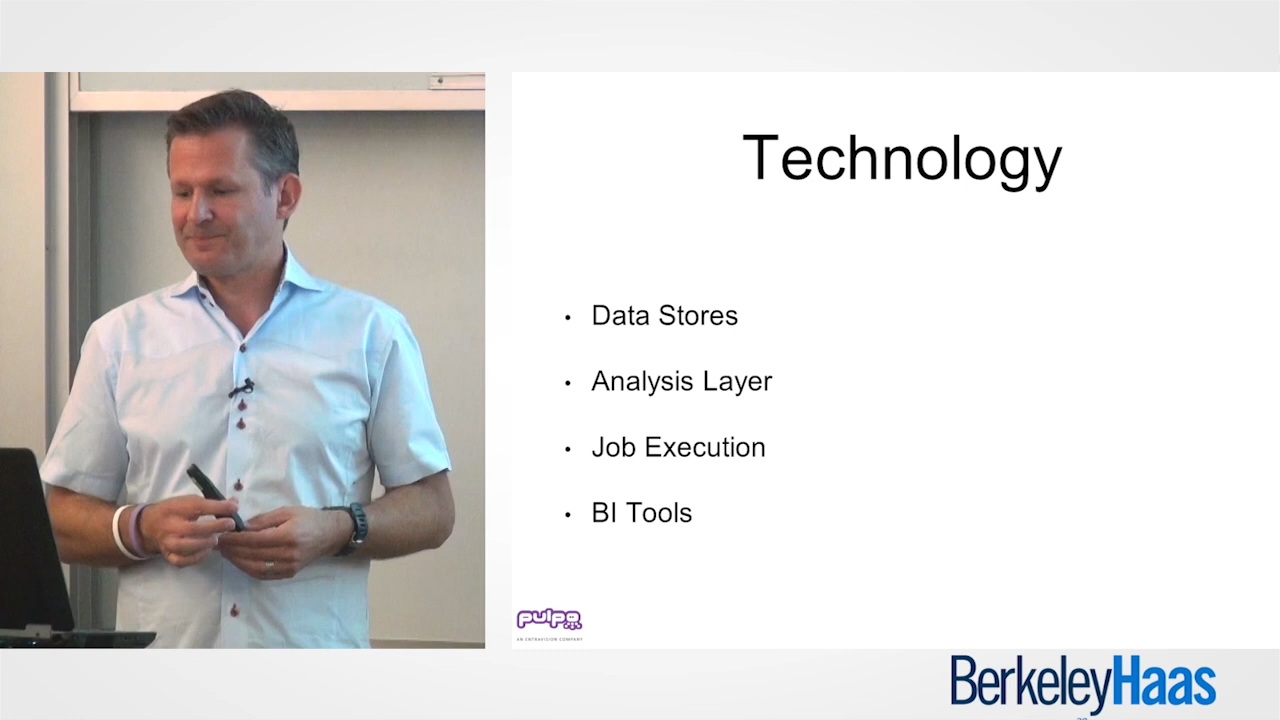 Technology
• Data Stores
• Analysis Layer
• Job Execution
• BI Tools
pulpo
AN ENTRAVISION COMPANY
BerkeleyHaas